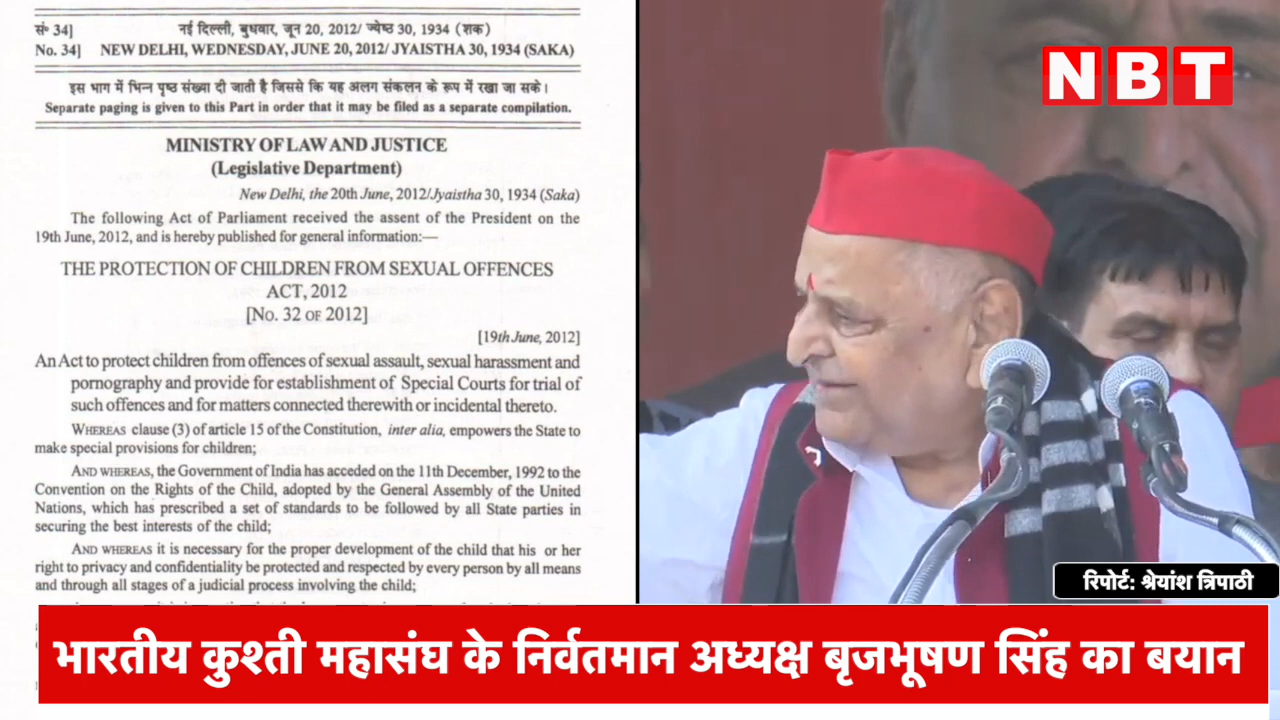 सं॰ 34]
नई दिल्ली, बुधवार, जून 20, 2012/ ज्येष्ठ 30, 1934 (शक)
No. 34]
NEW DELHI, WEDNESDAY, JUNE 20, 2012/ JYAISTHA 30, 1934 (SAKA)
इस भाग में भिन्न पृष्ठ संख्या दी जाती है जिससे कि यह अलग संकलन के रूप में रखा जा सके।
Separate paging is given to this Part in order that it may be filed as a separate compilation.
MINISTRY OF LAW AND JUSTICE
(Legislative Department)
New Delhi, the 20th June, 2012/Jyaistha 30, 1934 (Saka)
The following Act of Parliament received the assent of the President on the
19th June, 2012, and is hereby published for general information:—
THE PROTECTION OF CHILDREN FROM SEXUAL OFFENCES
ACT, 2012
[No. 32 OF 2012]
[19th June, 2012]
An Act to protect children from offences of sexual assault, sexual harassment and
pornography and provide for establishment of Special Courts for trial of
such offences and for matters connected therewith or incidental thereto.
WHEREAS clause (3) of article 15 of the Constitution, inter alia, empowers the State to
make special provisions for children;
AND WHEREAS, the Government of India has acceded on the 11th December, 1992 to the
Convention on the Rights of the Child, adopted by the General Assembly of the United
Nations, which has prescribed a set of standards to be followed by all State parties in
securing the best interests of the child;
AND WHEREAS it is necessary for the proper development of the child that his or her
right to privacy and confidentiality be protected and respected by every person by all means
and through all stages of a judicial process involving the child;
NBT
रिपोर्ट: श्रेयांश त्रिपाठी
भारतीय कुश्ती महासंघ के निर्वतमान अध्यक्ष बृजभूषण सिंह का बयान